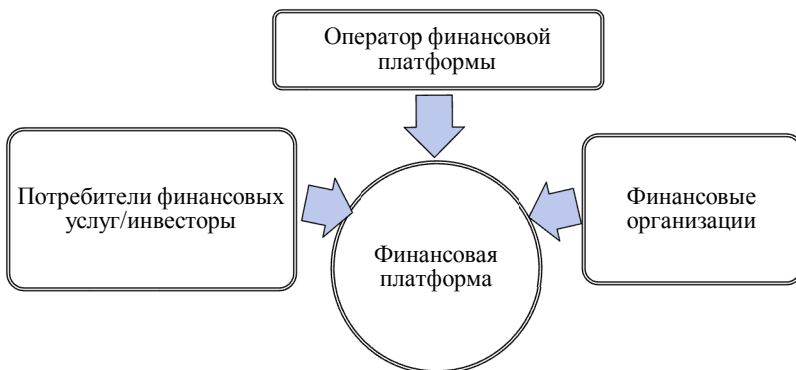 Оператор финансовой
платформы
Потребители финансовых
услуг/инвесторы
Финансовые
организации
Финансовая
платформа